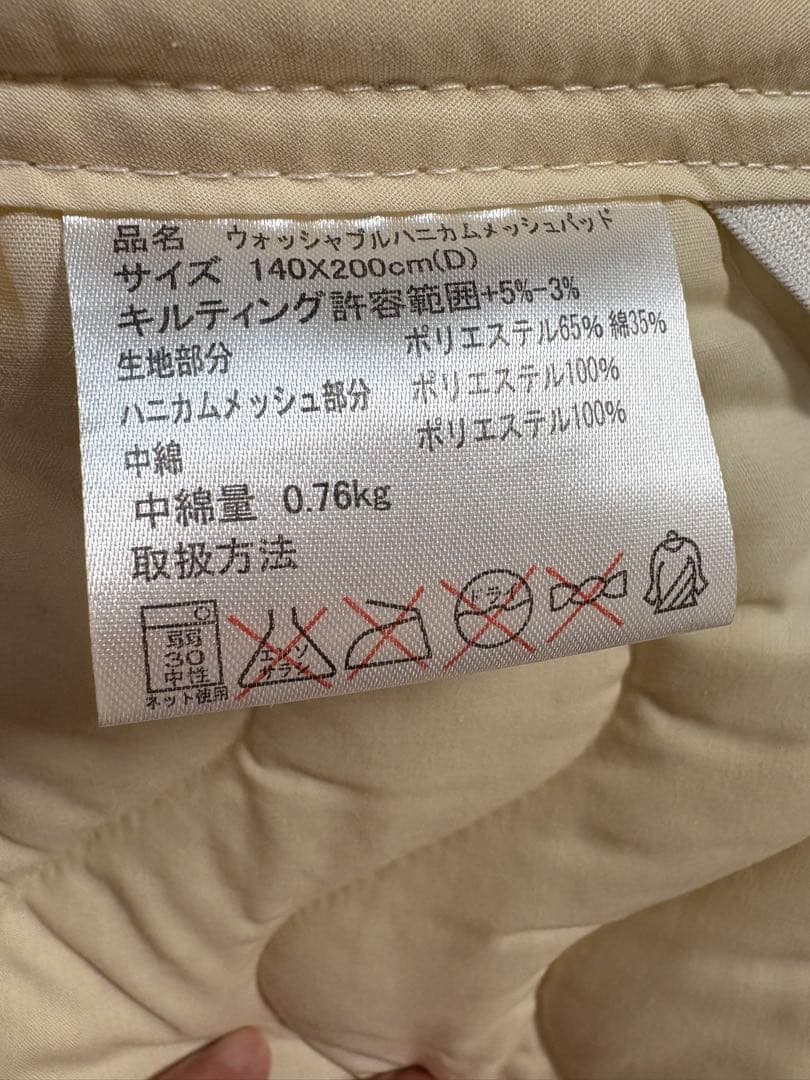 品名 ウォッシャブルハニカムメッシュパッド
サイズ 140X200cm(D)
キルティング許容範囲+5%-3%
生地部分 ポリエステル65% 綿35%
ハニカムメッシュ部分 ポリエステル100%
中綿 ポリエステル100%
中綿量 0.76kg
取扱方法
弱
30
中性
ネット使用
エンソ
サラシ
ドライ